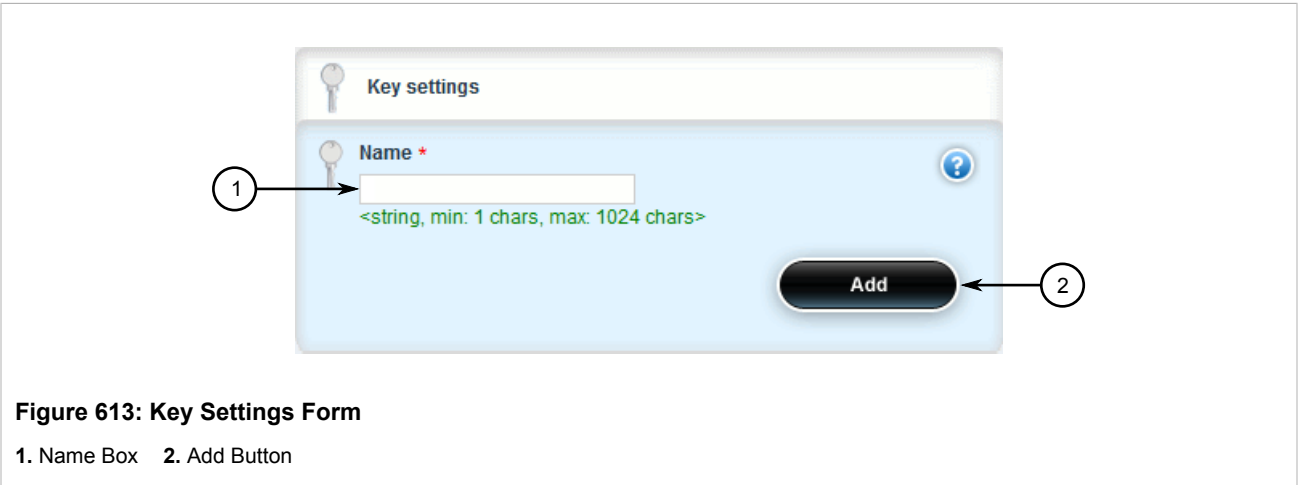 Key settings
Name *
?
1
<string, min: 1 chars, max: 1024 chars>
Add
2
Figure 613: Key Settings Form
1. Name Box 2. Add Button